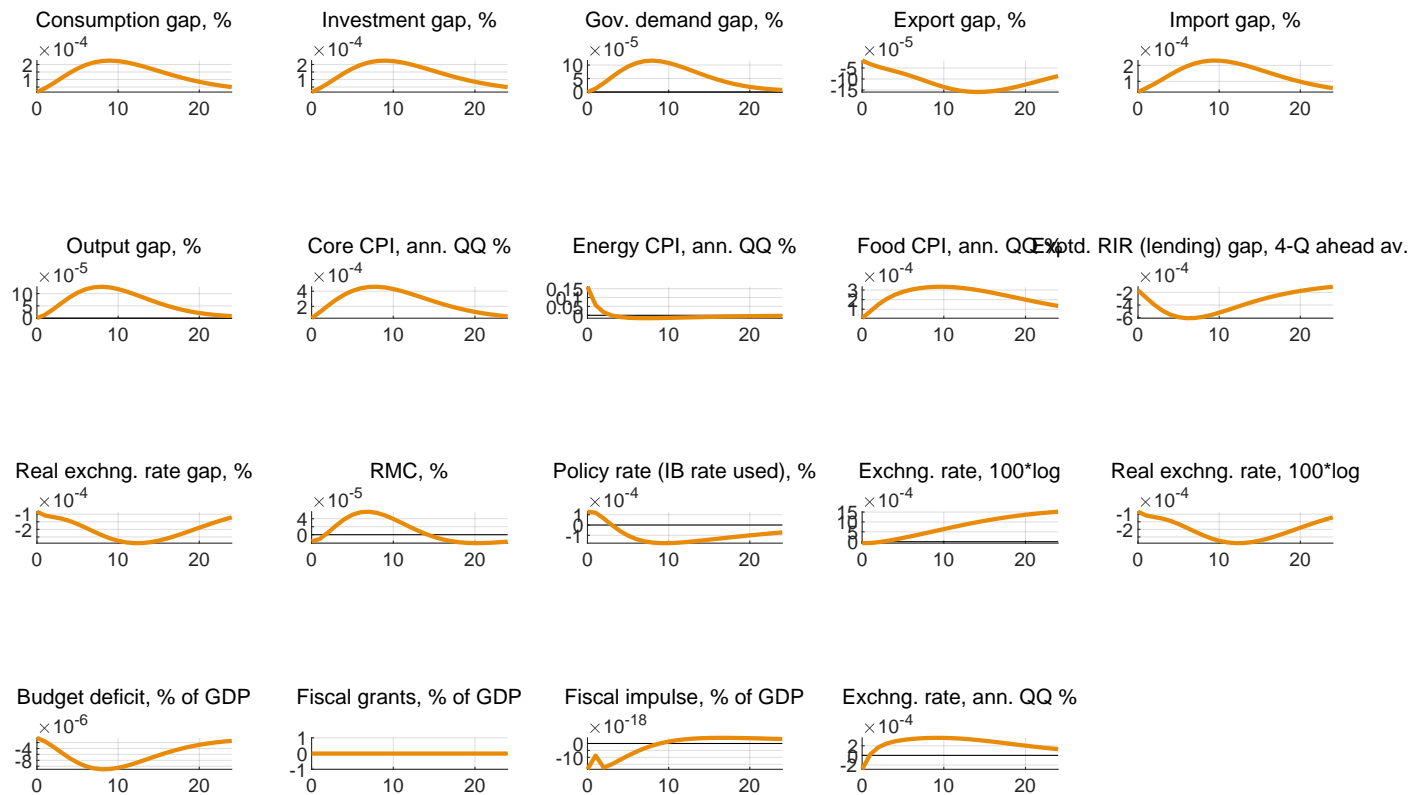 Consumption gap, %
×10^-4
2
1
0 10 20
Investment gap, %
×10^-4
2
1
0 10 20
Gov. demand gap, %
×10^-5
10
5
0
0 10 20
Export gap, %
×10^-5
-5
-10
-15
0 10 20
Import gap, %
×10^-4
2
1
0 10 20
Output gap, %
×10^-5
10
5
0
0 10 20
Core CPI, ann. QQ %
×10^-4
4
2
0 10 20
Energy CPI, ann. QQ %
0.15
0.1
0.05
0
0 10 20
Food CPI, ann. QQ %
×10^-4
3
2
1
0 10 20
Exptd. RIR (lending) gap, 4-Q ahead av.
×10^-4
-2
-4
-6
0 10 20
Real exchng. rate gap, %
×10^-4
-1
-2
0 10 20
RMC, %
×10^-5
4
2
0
0 10 20
Policy rate (IB rate used), %
×10^-4
1
0
-1
0 10 20
Exchng. rate, 100*log
×10^-4
15
10
5
0
0 10 20
Real exchng. rate, 100*log
×10^-4
-1
-2
0 10 20
Budget deficit, % of GDP
×10^-6
-4
-8
0 10 20
Fiscal grants, % of GDP
1
0
-1
0 10 20
Fiscal impulse, % of GDP
×10^-18
0
-10
0 10 20
Exchng. rate, ann. QQ %
×10^-4
2
0
-2
0 10 20